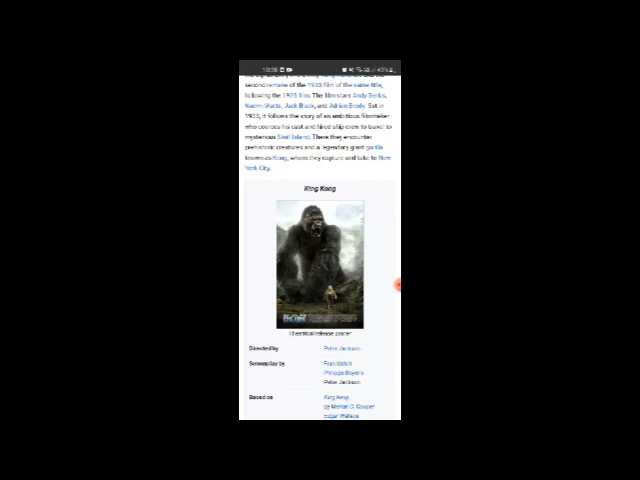 second remake of the 1933 film of the same title,
following the 1976 film. The film stars Andy Serkis,
Naomi Watts, Jack Black, and Adrien Brody. Set in
1933, it follows the story of an ambitious filmmaker
who coerces his cast and hired ship crew to travel to
mysterious Skull Island. There they encounter
prehistoric creatures and a legendary giant gorilla
known as Kong, whom they capture and take to New
York City.
King Kong
Theatrical release poster
Directed by Peter Jackson
Screenplay by Fran Walsh
Philippa Boyens
Peter Jackson
Based on King Kong
by Merian C. Cooper
Edgar Wallace